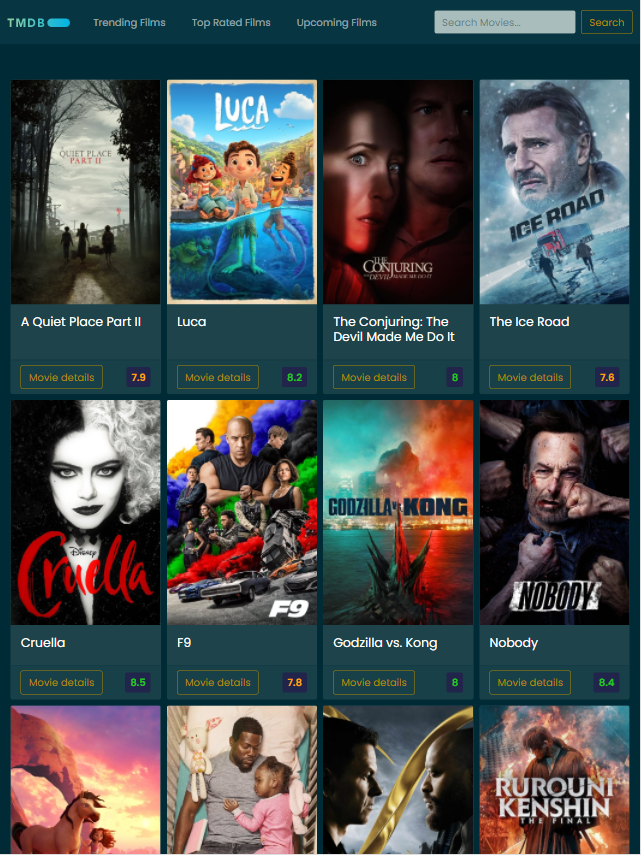 TMDB
Trending Films
Top Rated Films
Upcoming Films
Search Movies...
Search
A QUIET PLACE
PART II
LUCA
THE
CONJURING
THE DEVIL MADE ME DO IT
ICE ROAD
A Quiet Place Part II
Luca
The Conjuring: The
Devil Made Me Do It
The Ice Road
Movie details
7.9
Movie details
8.2
Movie details
8
Movie details
7.6
Disney
Cruella
F9
GODZILLA VS. KONG
NOBODY
Cruella
F9
Godzilla vs. Kong
Nobody
Movie details
8.5
Movie details
7.8
Movie details
8
Movie details
8.4
RUROUNI
KENSHIN
THE FINAL